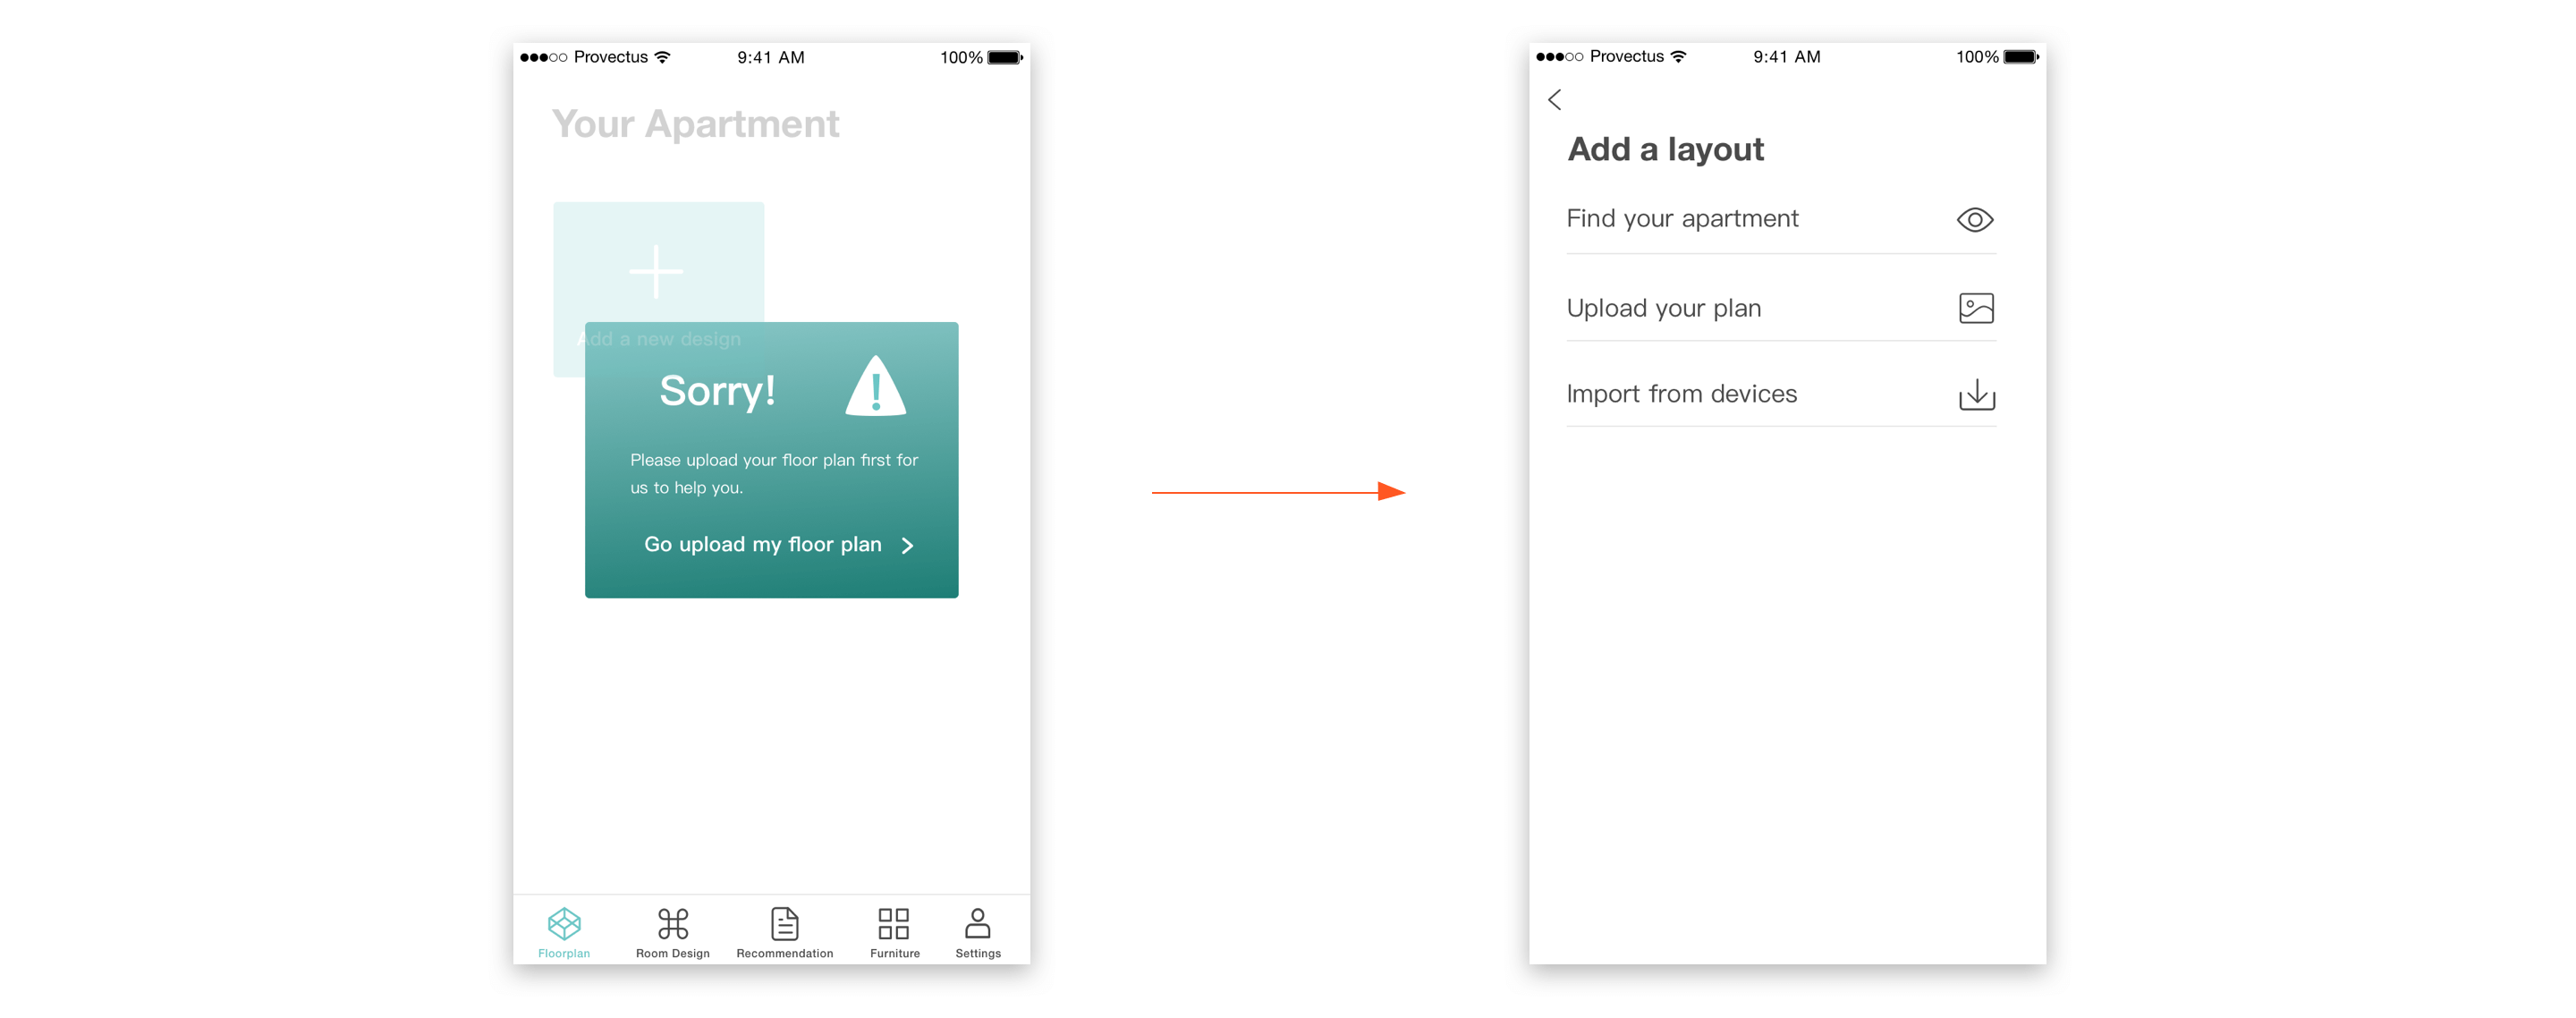 Provectus 9:41 AM 100%
Your Apartment
Add a new design
Sorry!
Please upload your floor plan first for
us to help you.
Go upload my floor plan
Floorplan Room Design Recommendation Furniture Settings
Provectus 9:41 AM 100%
Add a layout
Find your apartment
Upload your plan
Import from devices